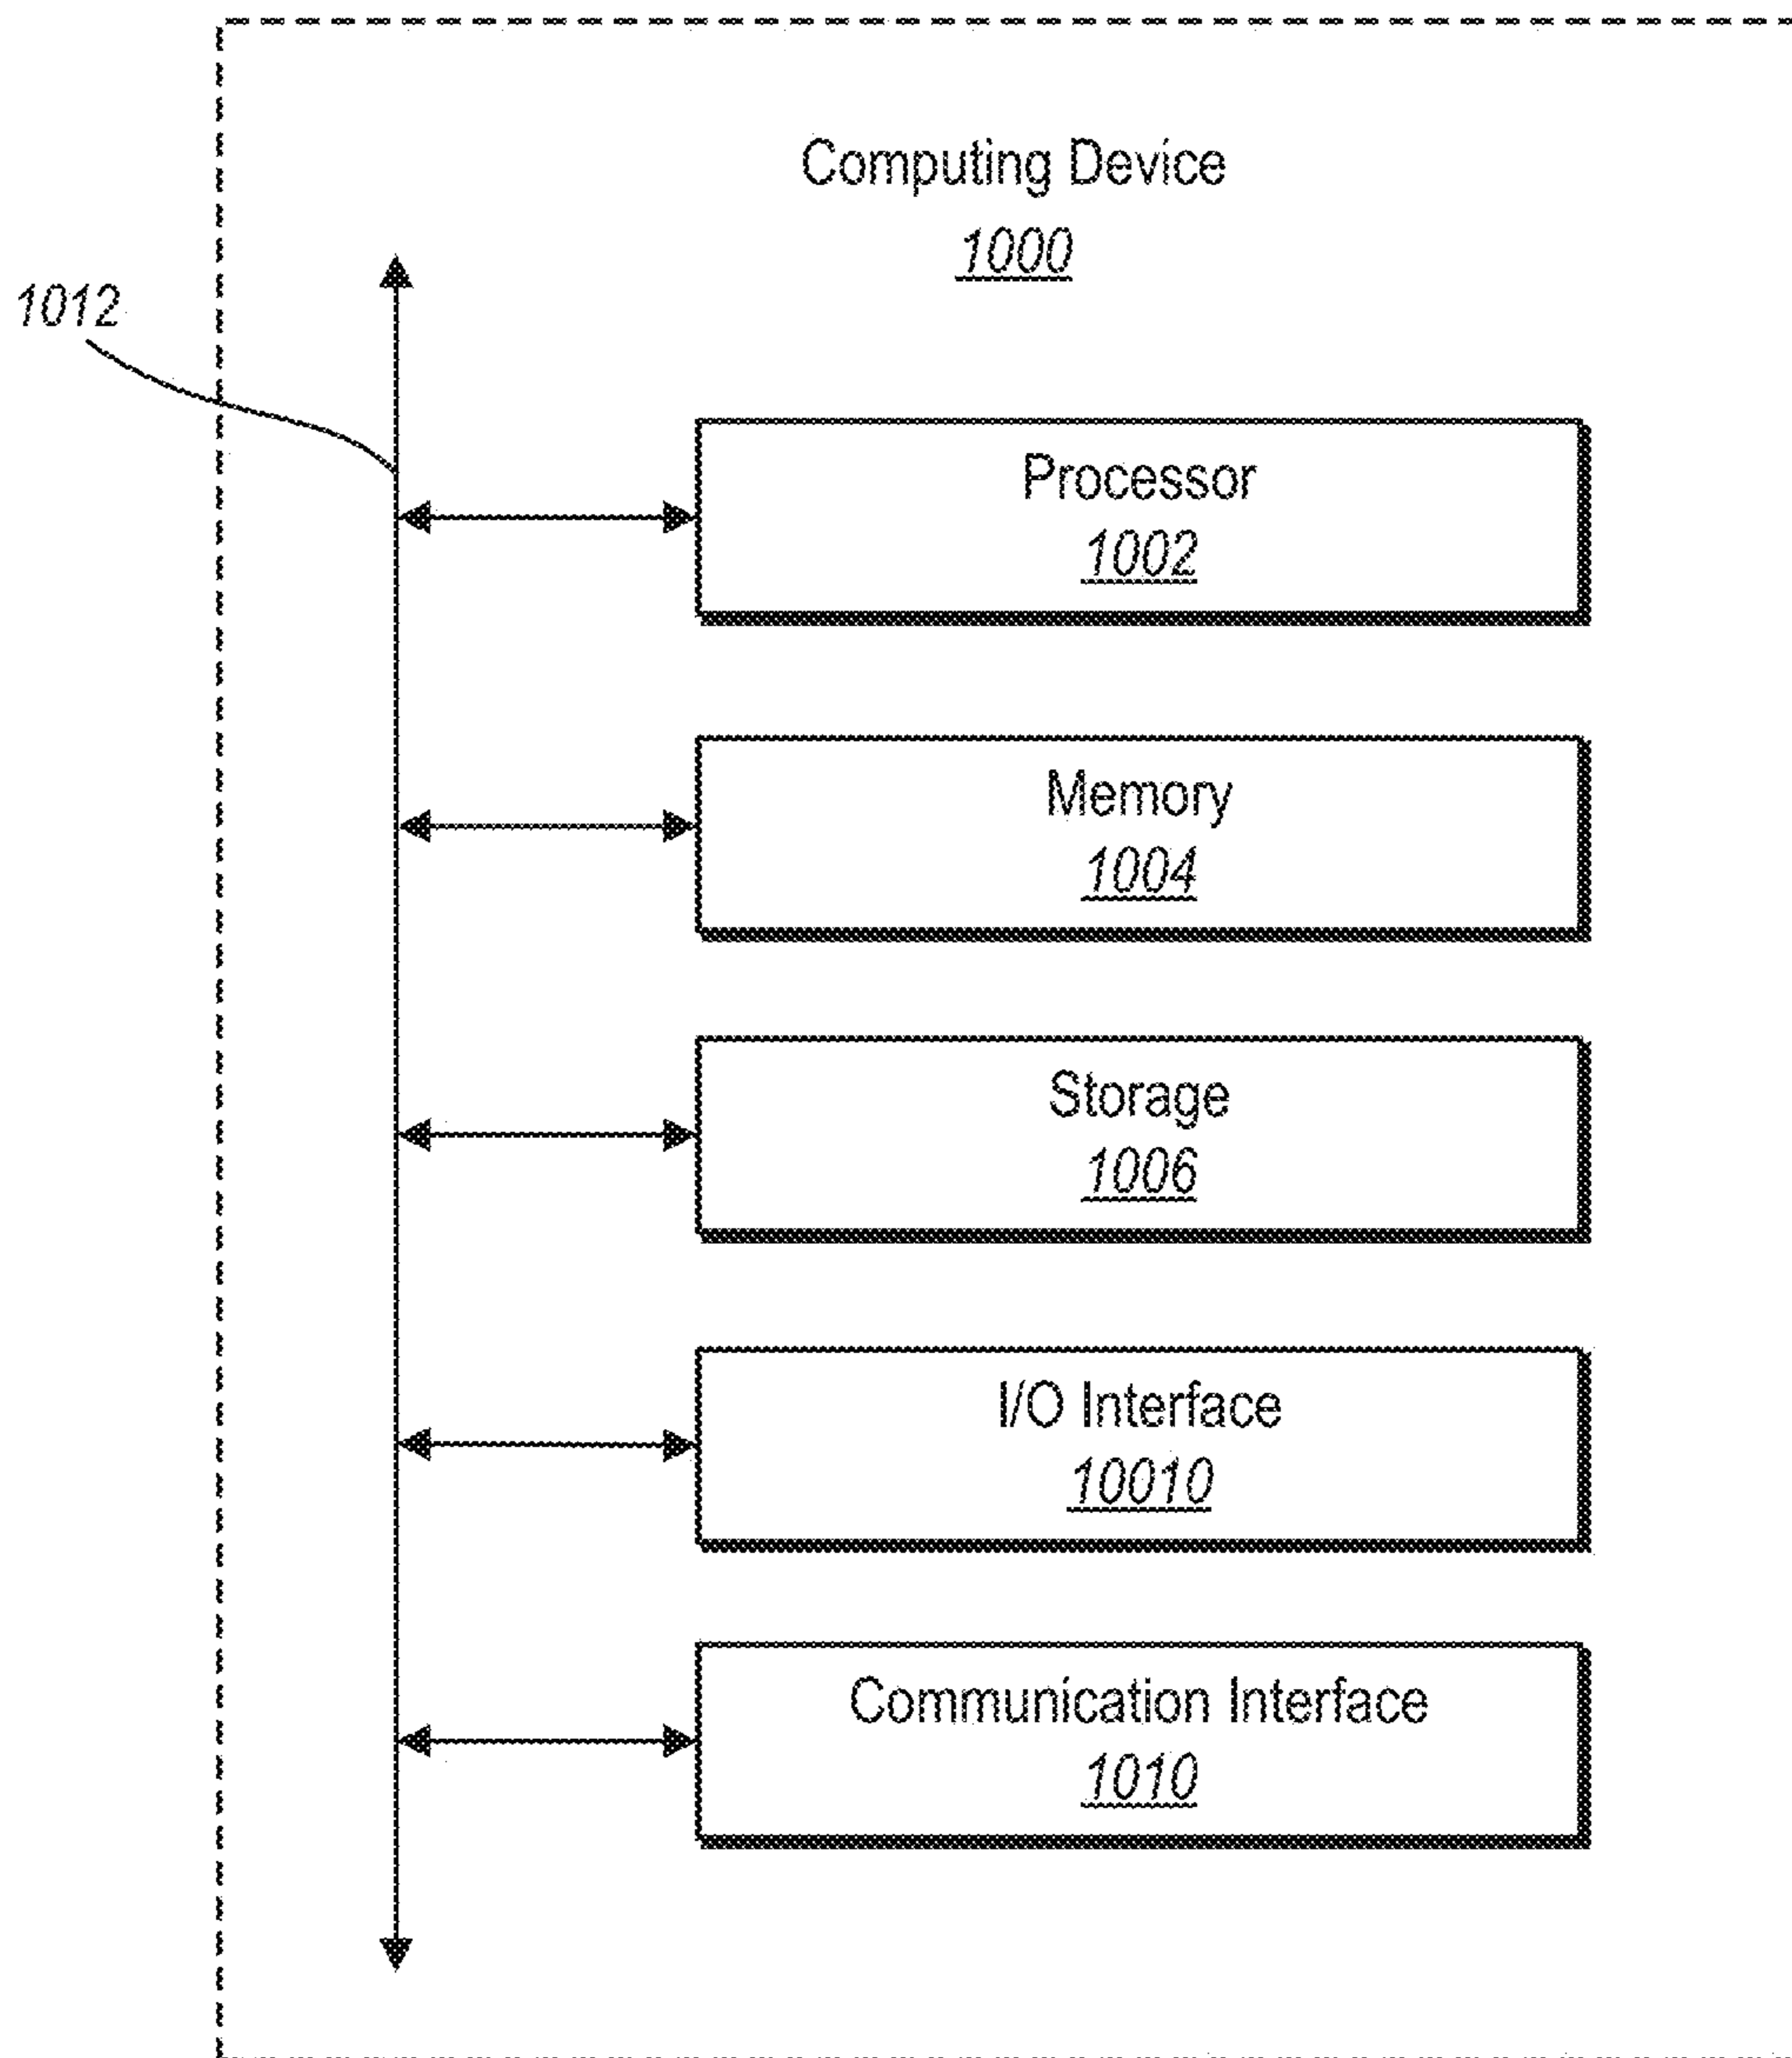 Computing Device
1000
1012
Processor
1002
Memory
1004
Storage
1006
I/O Interface
10010
Communication Interface
1010